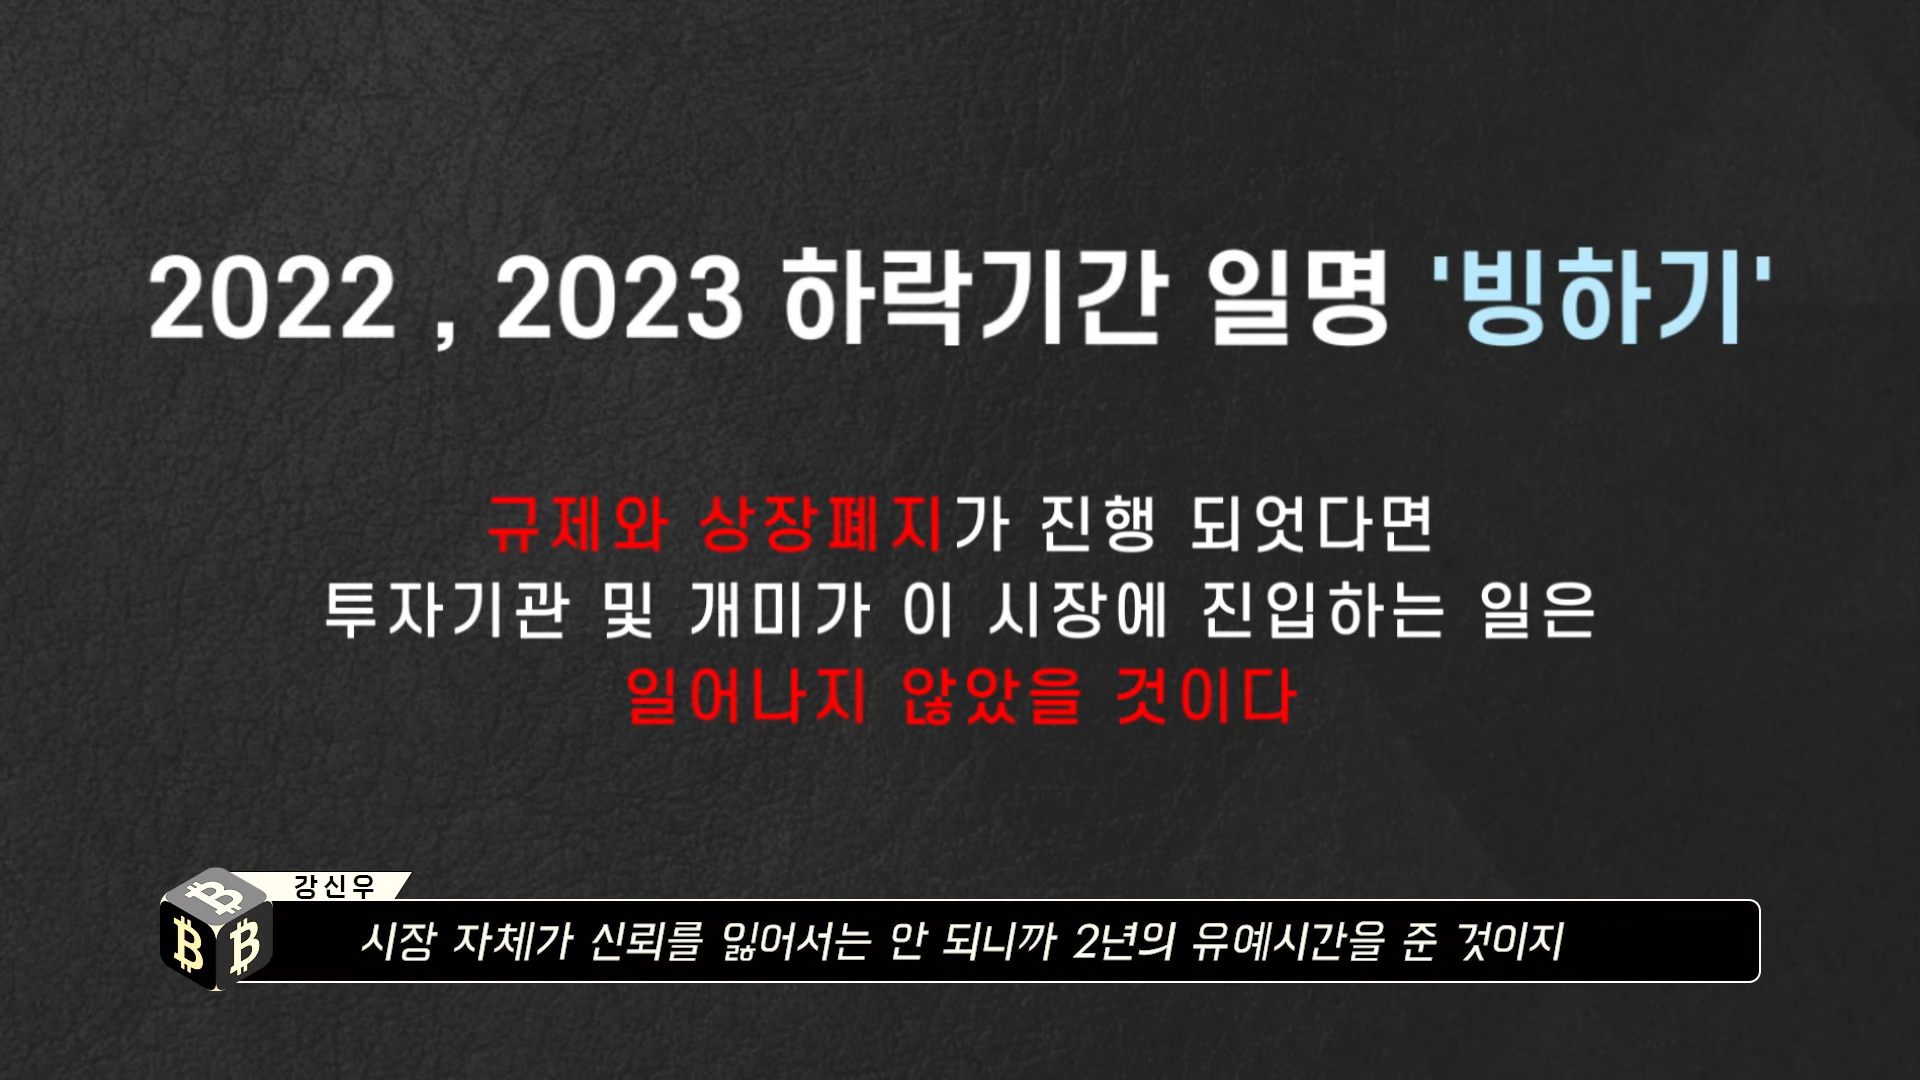 2022 , 2023 하락기간 일명 '빙하기'
규제와 상장폐지가 진행 되엇다면
투자기관 및 개미가 이 시장에 진입하는 일은
일어나지 않았을 것이다
강신우
시장 자체가 신뢰를 잃어서는 안 되니까 2년의 유예시간을 준 것이지